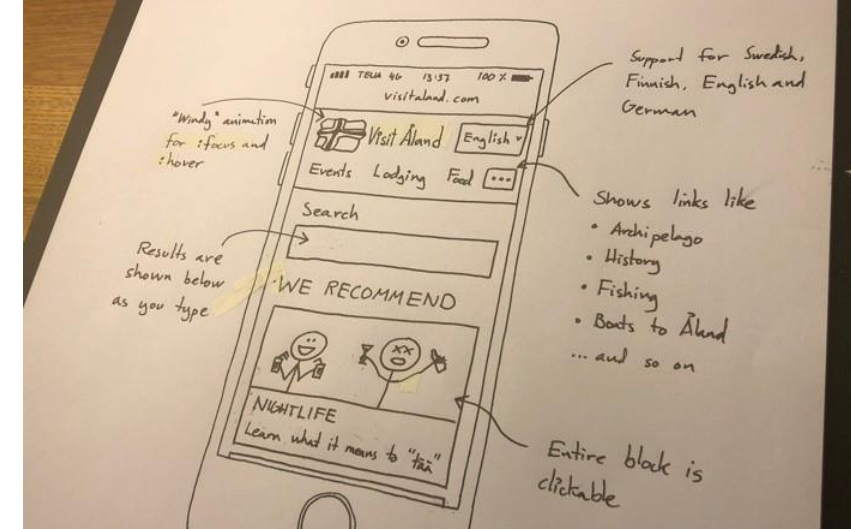 TELIA 4G 13:37 100 %
visitaland.com
Visit Åland
English
Events Lodging Food ...
Search
WE RECOMMEND
NIGHTLIFE
Learn what it means to "tää"
"Windy" animation
for :focus and
:hover
Results are
shown below
as you type
Support for Swedish,
Finnish, English and
German
Shows links like
• Archipelago
• History
• Fishing
• Boats to Åland
... and so on
Entire block is
clickable